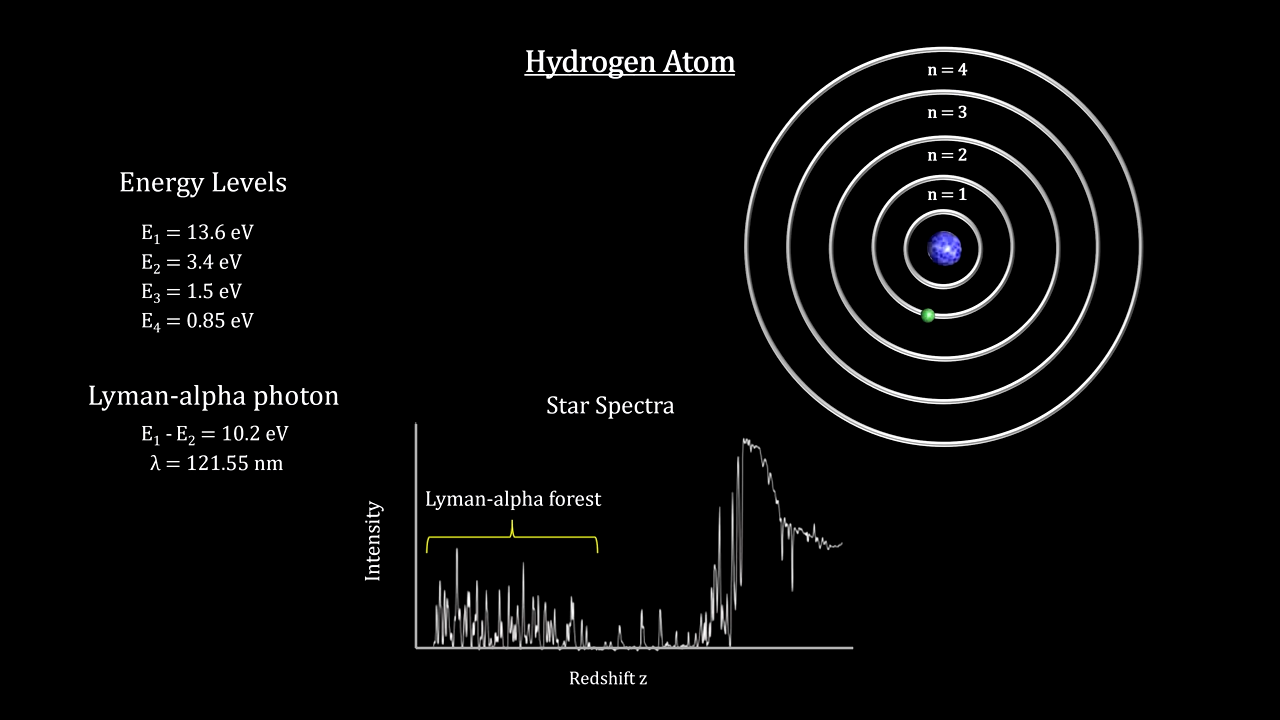 Hydrogen Atom
n = 4
n = 3
n = 2
n = 1
Energy Levels
E₁ = 13.6 eV
E₂ = 3.4 eV
E₃ = 1.5 eV
E₄ = 0.85 eV
Lyman-alpha photon
E₁ - E₂ = 10.2 eV
λ = 121.55 nm
Star Spectra
Lyman-alpha forest
Intensity
Redshift z